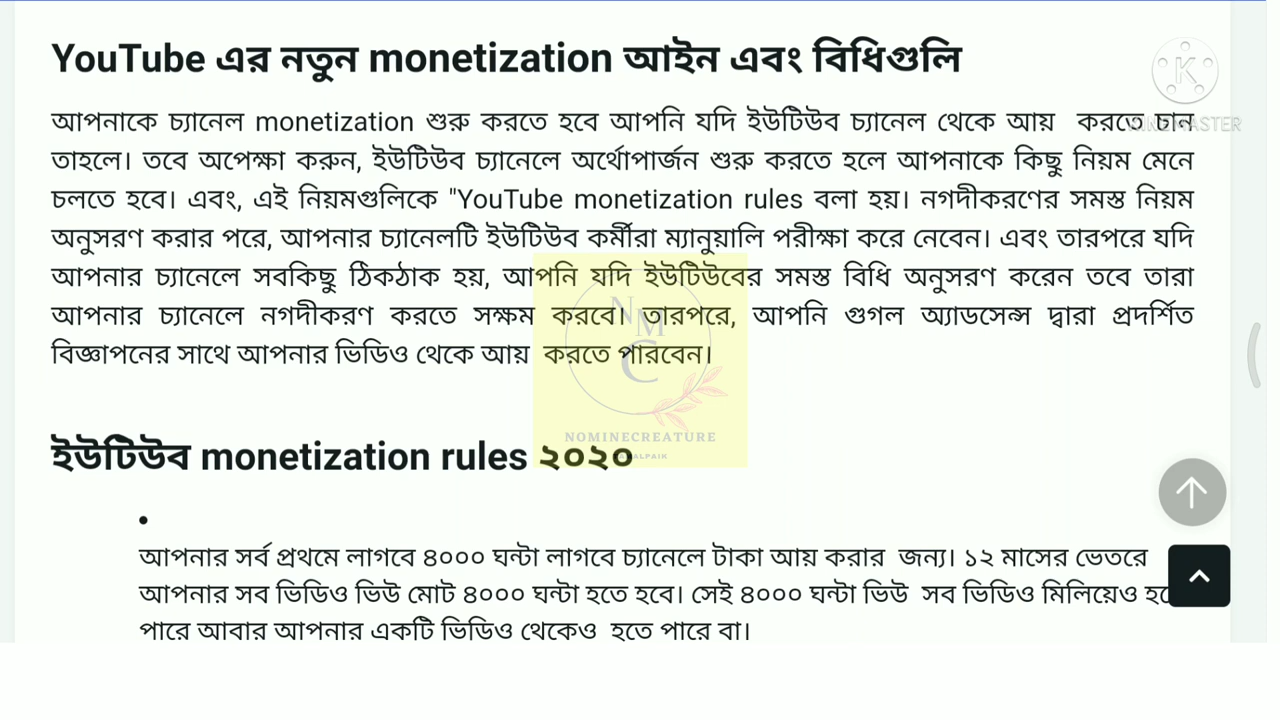 YouTube এর নতুন monetization আইন এবং বিধিগুলি
আপনাকে চ্যানেল monetization শুরু করতে হবে আপনি যদি ইউটিউব চ্যানেল থেকে আয় করতে চান
তাহলে। তবে অপেক্ষা করুন, ইউটিউব চ্যানেলে অর্থোপার্জন শুরু করতে হলে আপনাকে কিছু নিয়ম মেনে
চলতে হবে। এবং, এই নিয়মগুলিকে "YouTube monetization rules বলা হয়। নগদীকরণের সমস্ত নিয়ম
অনুসরণ করার পরে, আপনার চ্যানেলটি ইউটিউব কর্মীরা ম্যানুয়ালি পরীক্ষা করে নেবেন। এবং তারপরে যদি
আপনার চ্যানেলে সবকিছু ঠিকঠাক হয়, আপনি যদি ইউটিউবের সমস্ত বিধি অনুসরণ করেন তবে তারা
আপনার চ্যানেলে নগদীকরণ করতে সক্ষম করবে। তারপরে, আপনি গুগল অ্যাডসেন্স দ্বারা প্রদর্শিত
বিজ্ঞাপনের সাথে আপনার ভিডিও থেকে আয় করতে পারবেন।
K
KINEMASTER
N
M
C
NOMINECREATURE
ইউটিউব monetization rules ২০২০
আপনার সর্ব প্রথমে লাগবে ৪০০০ ঘন্টা লাগবে চ্যানেলে টাকা আয় করার জন্য। ১২ মাসের ভেতরে
আপনার সব ভিডিও ভিউ মোট ৪০০০ ঘন্টা হতে হবে। সেই ৪০০০ ঘন্টা ভিউ সব ভিডিও মিলিয়েও
পারে আবার আপনার একটি ভিডিও থেকেও হতে পারে বা।